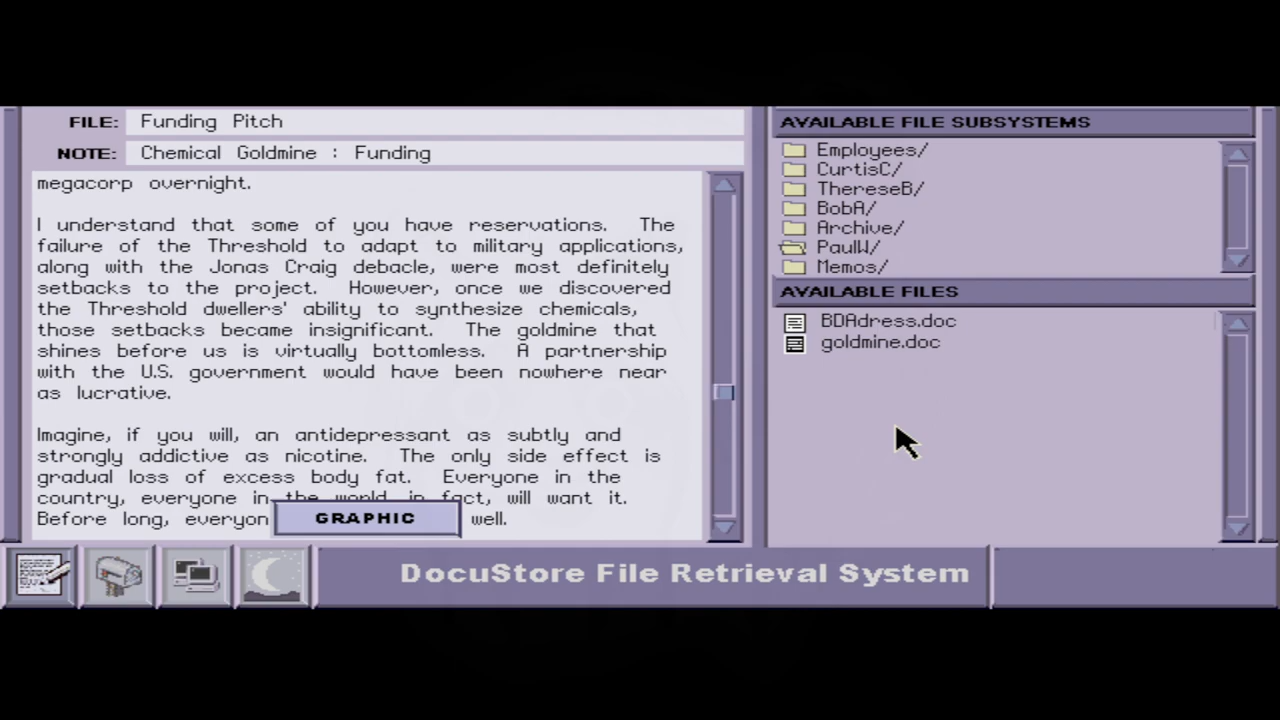 FILE: Funding Pitch
NOTE: Chemical Goldmine : Funding
megacorp overnight.
I understand that some of you have reservations. The
failure of the Threshold to adapt to military applications,
along with the Jonas Craig debacle, were most definitely
setbacks to the project. However, once we discovered
the Threshold dwellers' ability to synthesize chemicals,
those setbacks became insignificant. The goldmine that
shines before us is virtually bottomless. A partnership
with the U.S. government would have been nowhere near
as lucrative.
Imagine, if you will, an antidepressant as subtly and
strongly addictive as nicotine. The only side effect is
gradual loss of excess body fat. Everyone in the
country, everyone in the world, in fact, will want it.
Before long, everyon well.
GRAPHIC
AVAILABLE FILE SUBSYSTEMS
Employees/
CurtisC/
ThereseB/
BobA/
Archive/
PaulW/
Memos/
AVAILABLE FILES
BDAdress.doc
goldmine.doc
DocuStore File Retrieval System